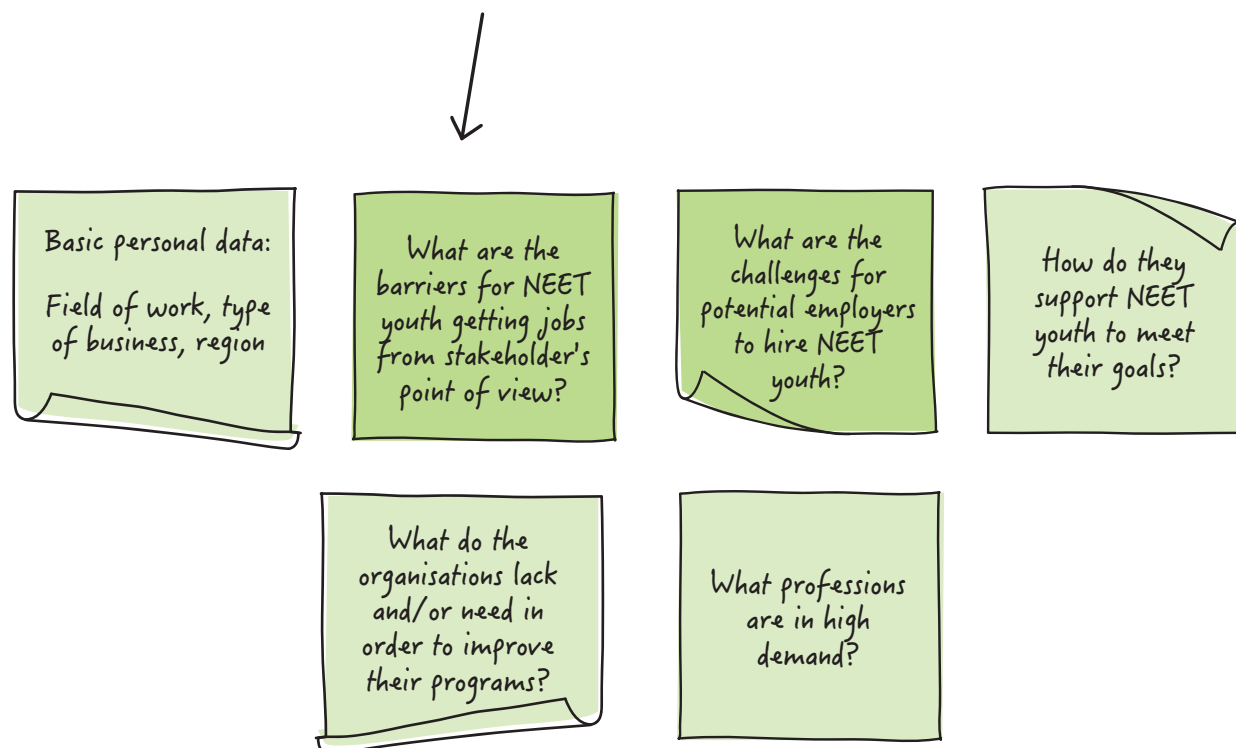 Basic personal data:
Field of work, type
of business, region
What are the
barriers for NEET
youth getting jobs
from stakeholder's
point of view?
What are the
challenges for
potential employers
to hire NEET
youth?
How do they
support NEET
youth to meet
their goals?
What do the
organisations lack
and/or need in
order to improve
their programs?
What professions
are in high
demand?